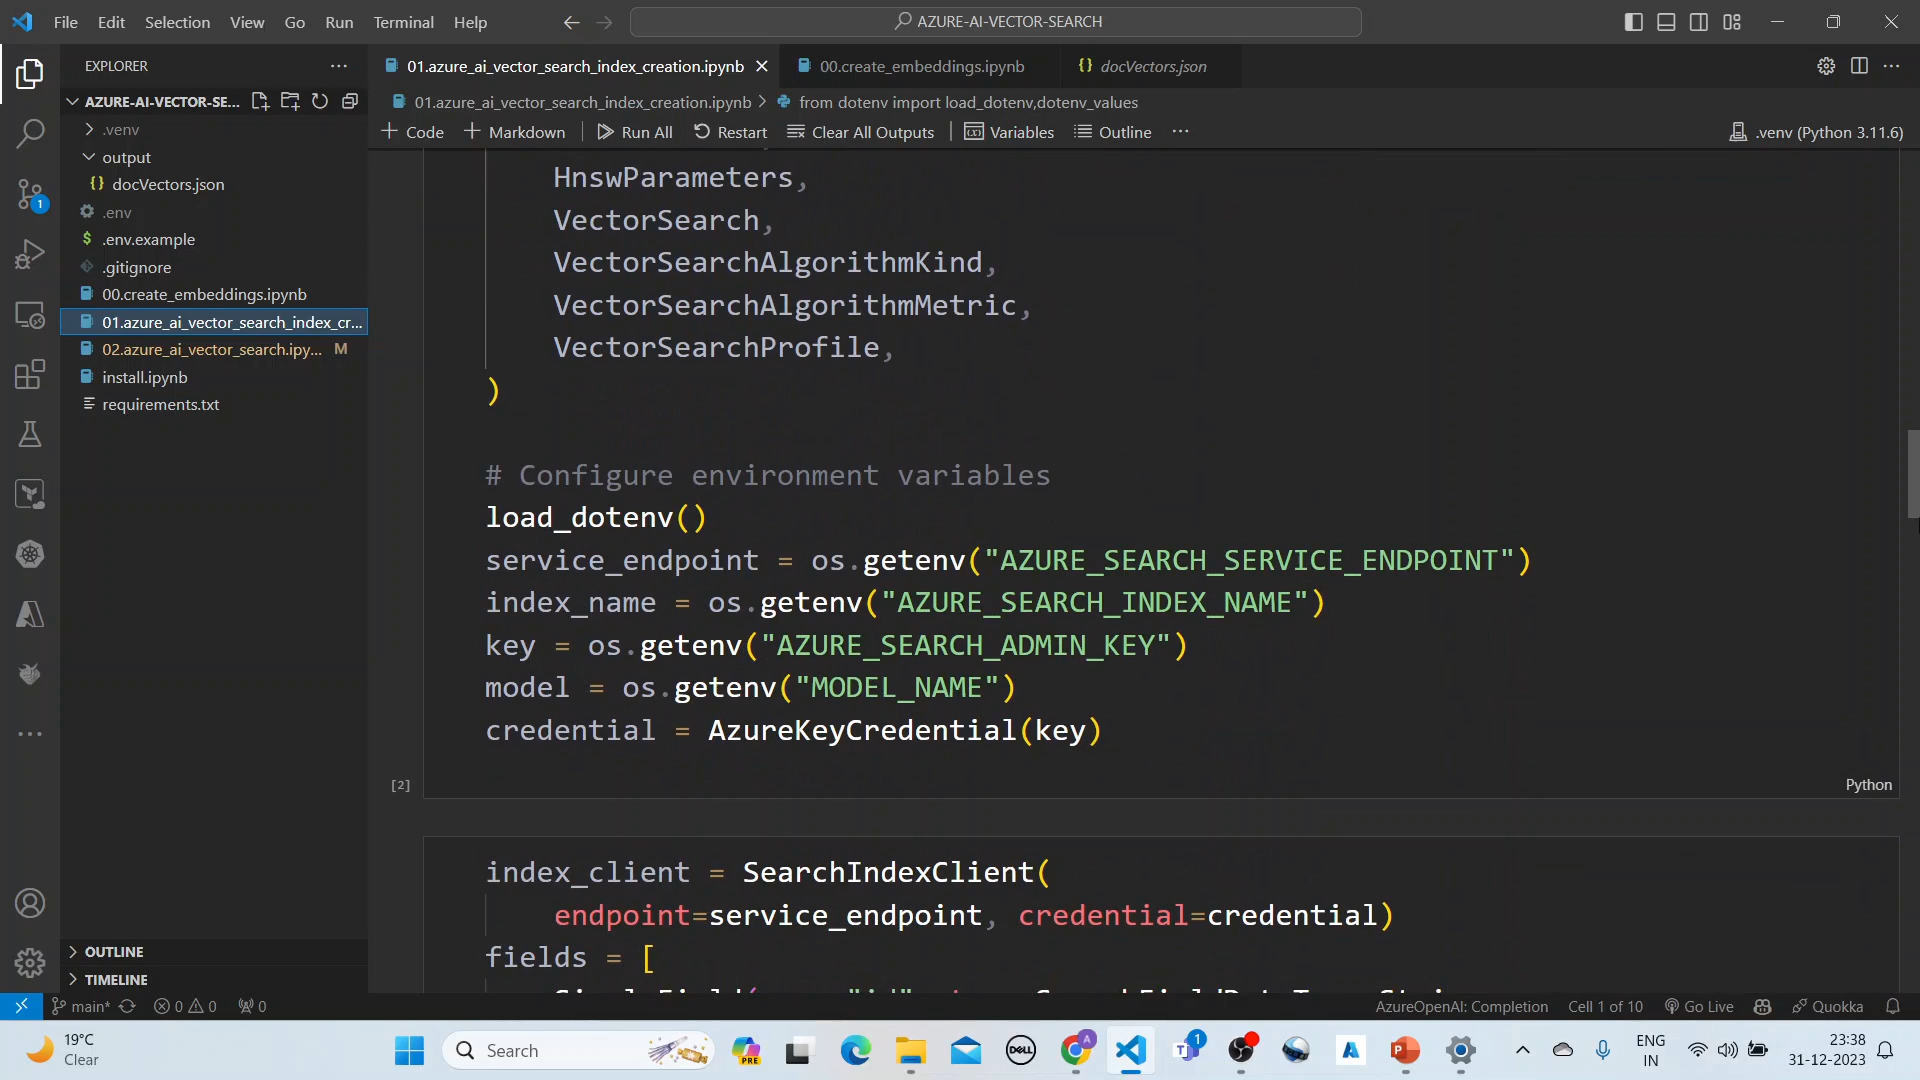 File Edit Selection View Go Run Terminal Help
AZURE-AI-VECTOR-SEARCH
EXPLORER
01.azure_ai_vector_search_index_creation.ipynb
00.create_embeddings.ipynb
{} docVectors.json
AZURE-AI-VECTOR-SE...
01.azure_ai_vector_search_index_creation.ipynb > from dotenv import load_dotenv,dotenv_values
+ Code + Markdown Run All Restart Clear All Outputs Variables Outline ...
.venv (Python 3.11.6)
.venv
output
{} docVectors.json
.env
$ .env.example
.gitignore
00.create_embeddings.ipynb
01.azure_ai_vector_search_index_cr...
02.azure_ai_vector_search.ipy... M
install.ipynb
requirements.txt
1
OUTLINE
TIMELINE
HnswParameters,
VectorSearch,
VectorSearchAlgorithmKind,
VectorSearchAlgorithmMetric,
VectorSearchProfile,
)
# Configure environment variables
load_dotenv()
service_endpoint = os.getenv("AZURE_SEARCH_SERVICE_ENDPOINT")
index_name = os.getenv("AZURE_SEARCH_INDEX_NAME")
key = os.getenv("AZURE_SEARCH_ADMIN_KEY")
model = os.getenv("MODEL_NAME")
credential = AzureKeyCredential(key)
[2]
Python
index_client = SearchIndexClient(
endpoint=service_endpoint, credential=credential)
fields = [
main* 0 0 0
AzureOpenAI: Completion Cell 1 of 10 Go Live Quokka
19°C
Clear
Search
PRE
DELL
A
1
ENG
IN
23:38
31-12-2023